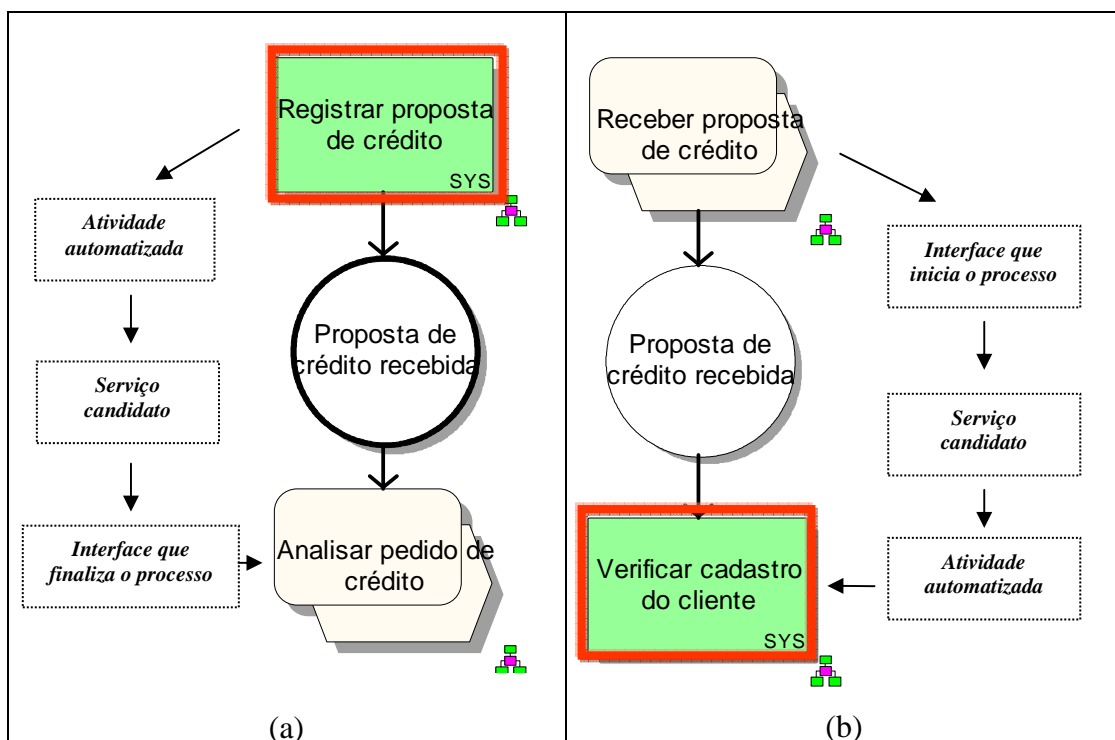 Registrar proposta
de crédito
SYS
Atividade
automatizada
Proposta de
crédito recebida
Serviço
candidato
Interface que
finaliza o processo
Analisar pedido de
crédito
(a)
Receber proposta
de crédito
Interface que
inicia o processo
Proposta de
crédito recebida
Serviço
candidato
Verificar cadastro
do cliente
SYS
Atividade
automatizada
(b)